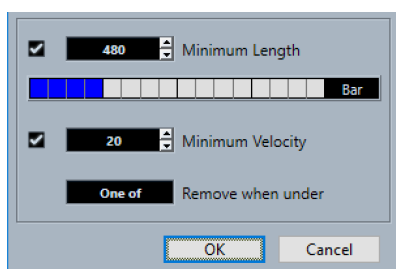 480 Minimum Length
Bar
20 Minimum Velocity
One of Remove when under
OK Cancel